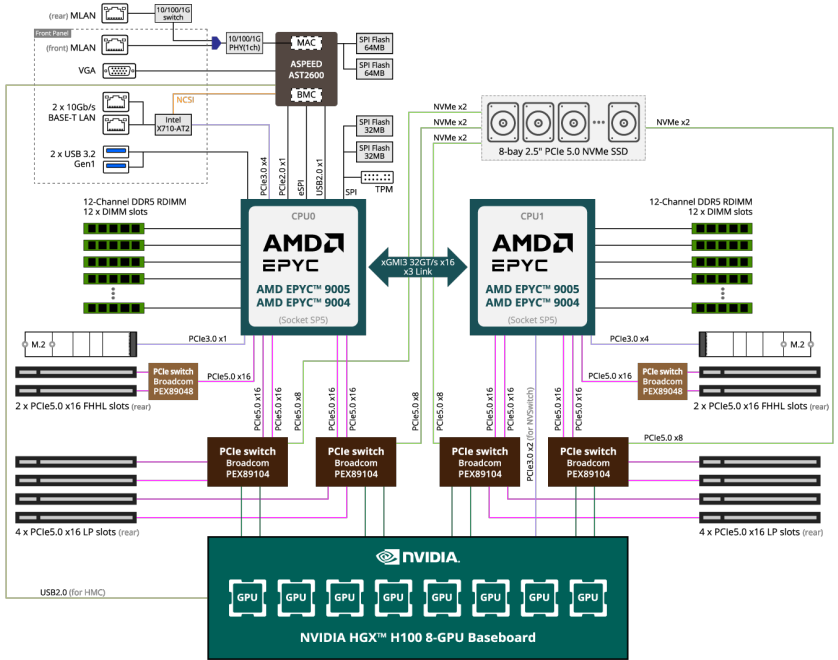 (rear) MLAN
10/100/1G
switch
Front Panel
(front) MLAN
10/100/1G
PHY(1ch)
MAC
ASPEED
AST2600
BMC
SPI Flash
64MB
SPI Flash
64MB
VGA
NCSI
2 x 10Gb/s
BASE-T LAN
Intel
X710-AT2
2 x USB 3.2
Gen1
SPI Flash
32MB
SPI Flash
32MB
TPM
SPI
PCIe3.0 x4
PCIe2.0 x1
eSPI
USB2.0 x1
NVMe x2
NVMe x2
NVMe x2
NVMe x2
8-bay 2.5" PCIe 5.0 NVMe SSD
12-Channel DDR5 RDIMM
12 x DIMM slots
CPU0
AMD
EPYC
AMD EPYC™ 9005
AMD EPYC™ 9004
(Socket SP5)
xGMI3 32GT/s x16
x3 Link
CPU1
AMD
EPYC
AMD EPYC™ 9005
AMD EPYC™ 9004
(Socket SP5)
12-Channel DDR5 RDIMM
12 x DIMM slots
M.2
PCIe3.0 x1
PCIe3.0 x4
M.2
PCIe switch
Broadcom
PEX89048
PCIe5.0 x16
2 x PCIe5.0 x16 FHHL slots (rear)
PCIe5.0 x16
PCIe switch
Broadcom
PEX89048
2 x PCIe5.0 x16 FHHL slots (rear)
PCIe5.0 x16
PCIe5.0 x16
PCIe5.0 x8
PCIe5.0 x16
PCIe5.0 x16
PCIe5.0 x8
PCIe5.0 x8
PCIe5.0 x16
PCIe5.0 x16
PCIe3.0 x2 (for NVSwitch)
PCIe5.0 x16
PCIe5.0 x16
PCIe5.0 x8
PCIe switch
Broadcom
PEX89104
PCIe switch
Broadcom
PEX89104
PCIe switch
Broadcom
PEX89104
PCIe switch
Broadcom
PEX89104
4 x PCIe5.0 x16 LP slots (rear)
4 x PCIe5.0 x16 LP slots (rear)
USB2.0 (for HMC)
NVIDIA.
GPU
GPU
GPU
GPU
GPU
GPU
GPU
GPU
NVIDIA HGX™ H100 8-GPU Baseboard